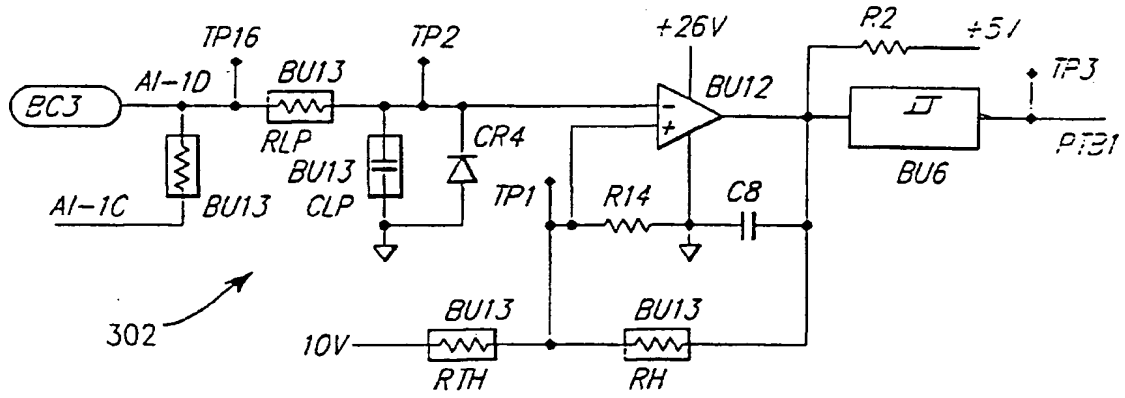 +26V
R2
+5V
TP16
TP2
BU13
AI-1D
BU12
TP3
BC3
RLP
CR4
BU13
CLP
BU6
PTB1
BU13
AI-1C
TP1
R14
C8
302
BU13
BU13
10V
RTH
RH